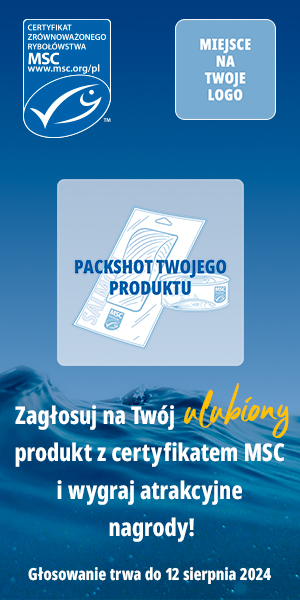 CERTYFIKAT
ZRÓWNOWAŻONEGO
RYBOŁÓWSTWA
MSC
www.msc.org/pl
TM
MIEJSCE
NA
TWOJE
LOGO
PACKSHOT TWOJEGO
PRODUKTU
MSC
Zagłosuj na Twój ulubiony
produkt z certyfikatem MSC
i wygraj atrakcyjne
nagrody!
Głosowanie trwa do 12 sierpnia 2024